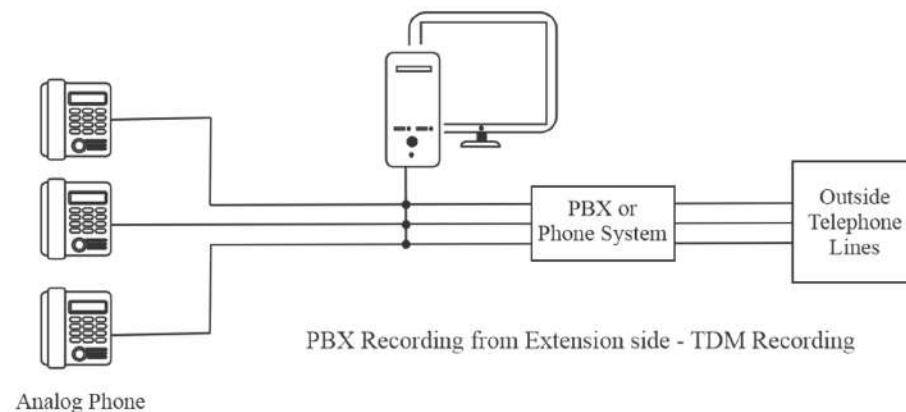 PBX or
Phone System
Outside
Telephone
Lines
PBX Recording from Extension side - TDM Recording
Analog Phone